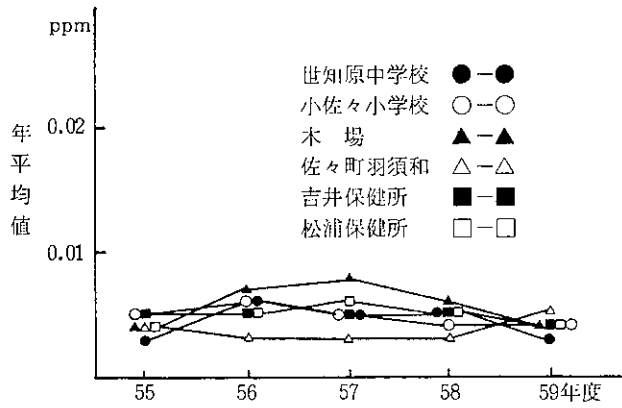 ppm
世知原中学校
小佐々小学校
木場
佐々町羽須和
吉井保健所
松浦保健所
年平均値
0.02
0.01
55 56 57 58 59年度